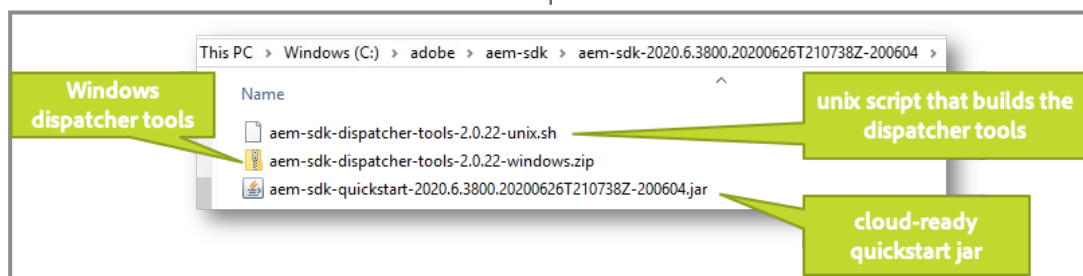 This PC > Windows (C:) > adobe > aem-sdk > aem-sdk-2020.6.3800.20200626T210738Z-200604 >
Windows
dispatcher tools
Name
unix script that builds the
dispatcher tools
aem-sdk-dispatcher-tools-2.0.22-unix.sh
aem-sdk-dispatcher-tools-2.0.22-windows.zip
aem-sdk-quickstart-2020.6.3800.20200626T210738Z-200604.jar
cloud-ready
quickstart jar